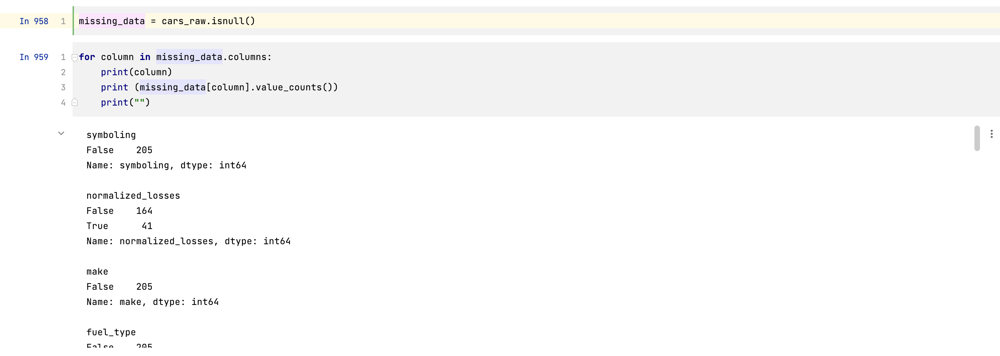 In 958 1 missing_data = cars_raw.isnull()
In 959 1 for column in missing_data.columns:
2 print(column)
3 print (missing_data[column].value_counts())
4 print("")
symboling
False 205
Name: symboling, dtype: int64
normalized_losses
False 164
True 41
Name: normalized_losses, dtype: int64
make
False 205
Name: make, dtype: int64
fuel_type
False 205